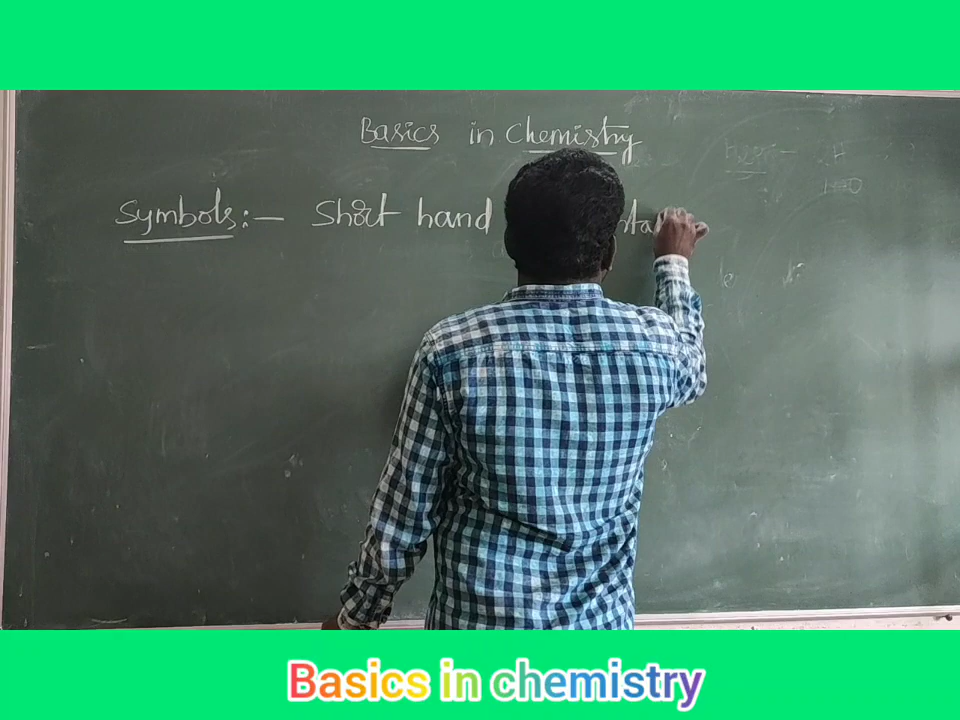 Basics in Chemistry
Symbols:- Short hand
Basics in chemistry